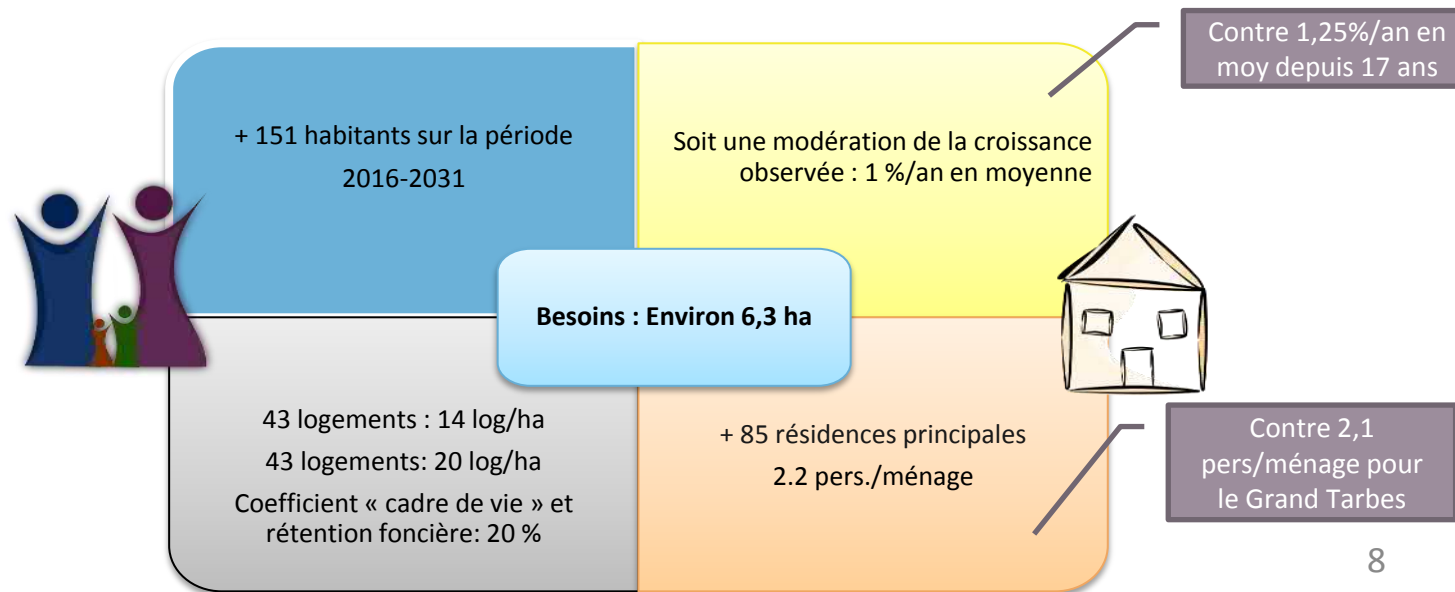 Contre 1,25%/an en
moy depuis 17 ans
+ 151 habitants sur la période
2016-2031
Soit une modération de la croissance
observée : 1 %/an en moyenne
Besoins : Environ 6,3 ha
43 logements : 14 log/ha
43 logements: 20 log/ha
Coefficient « cadre de vie » et
rétention foncière: 20 %
+ 85 résidences principales
2.2 pers./ménage
Contre 2,1
pers/ménage pour
le Grand Tarbes
8